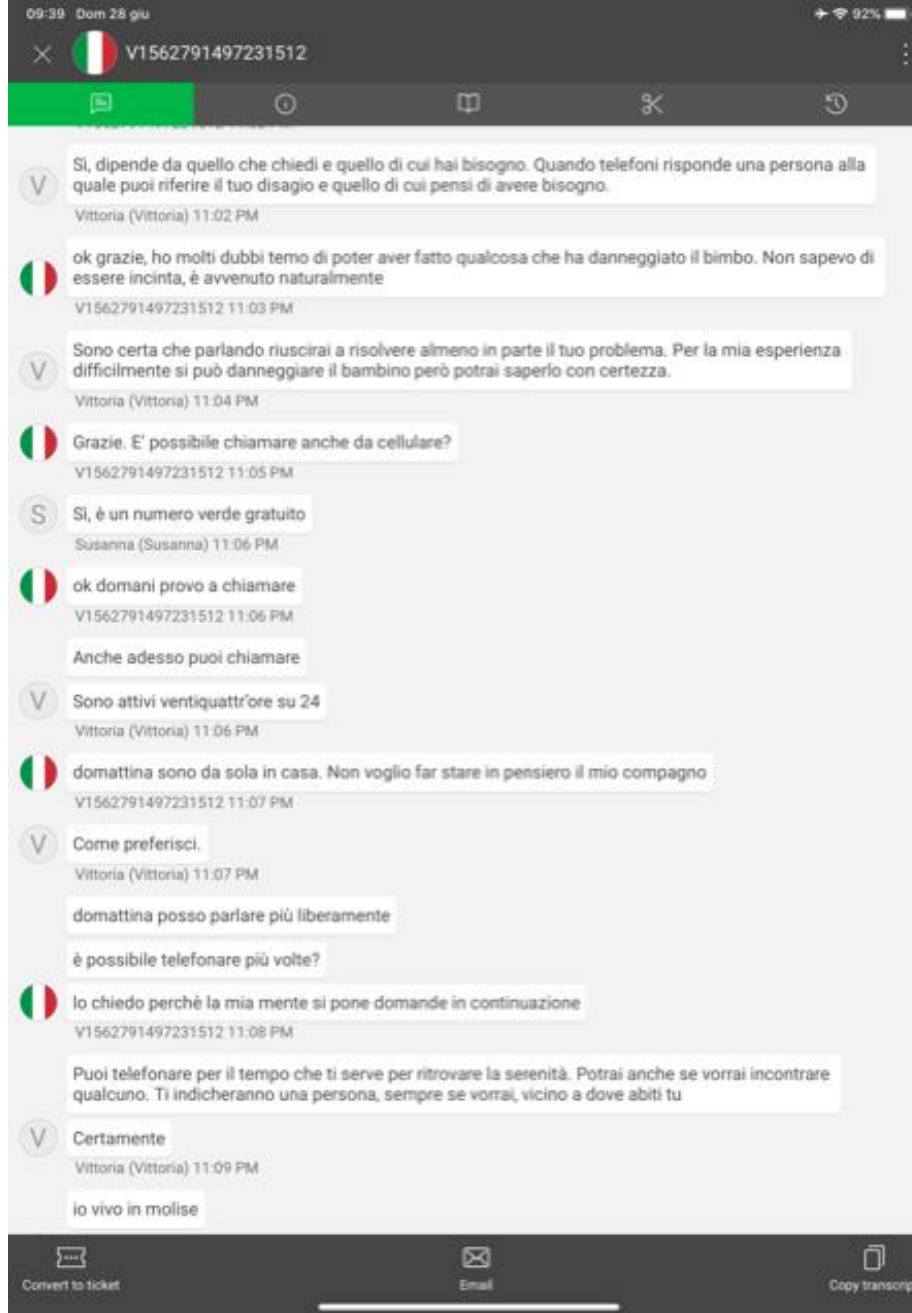 09:39 Dom 28 giu
92%
V1562791497231512
Sì, dipende da quello che chiedi e quello di cui hai bisogno. Quando telefoni risponde una persona alla
quale puoi riferire il tuo disagio e quello di cui pensi di avere bisogno.
V
Vittoria (Vittoria) 11:02 PM
ok grazie, ho molti dubbi temo di poter aver fatto qualcosa che ha danneggiato il bimbo. Non sapevo di
essere incinta, è avvenuto naturalmente
V1562791497231512 11:03 PM
Sono certa che parlando riuscirai a risolvere almeno in parte il tuo problema. Per la mia esperienza
difficilmente si può danneggiare il bambino però potrai saperlo con certezza.
V
Vittoria (Vittoria) 11:04 PM
Grazie. E' possibile chiamare anche da cellulare?
V1562791497231512 11:05 PM
S
Sì, è un numero verde gratuito
Susanna (Susanna) 11:06 PM
ok domani provo a chiamare
V1562791497231512 11:06 PM
Anche adesso puoi chiamare
V
Sono attivi ventiquattr'ore su 24
Vittoria (Vittoria) 11:06 PM
domattina sono da sola in casa. Non voglio far stare in pensiero il mio compagno
V1562791497231512 11:07 PM
V
Come preferisci.
Vittoria (Vittoria) 11:07 PM
domattina posso parlare più liberamente
è possibile telefonare più volte?
lo chiedo perchè la mia mente si pone domande in continuazione
V1562791497231512 11:08 PM
Puoi telefonare per il tempo che ti serve per ritrovare la serenità. Potrai anche se vorrai incontrare
qualcuno. Ti indicheranno una persona, sempre se vorrai, vicino a dove abiti tu
V
Certamente
Vittoria (Vittoria) 11:09 PM
io vivo in molise
Convert to ticket
Email
Copy transcrip